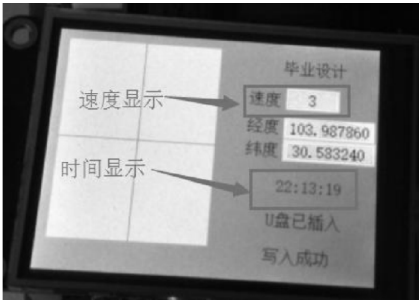 毕业设计
速度显示
速度 3
经度 103.987860
纬度 30.583240
时间显示
22:13:19
U盘已插入
写入成功